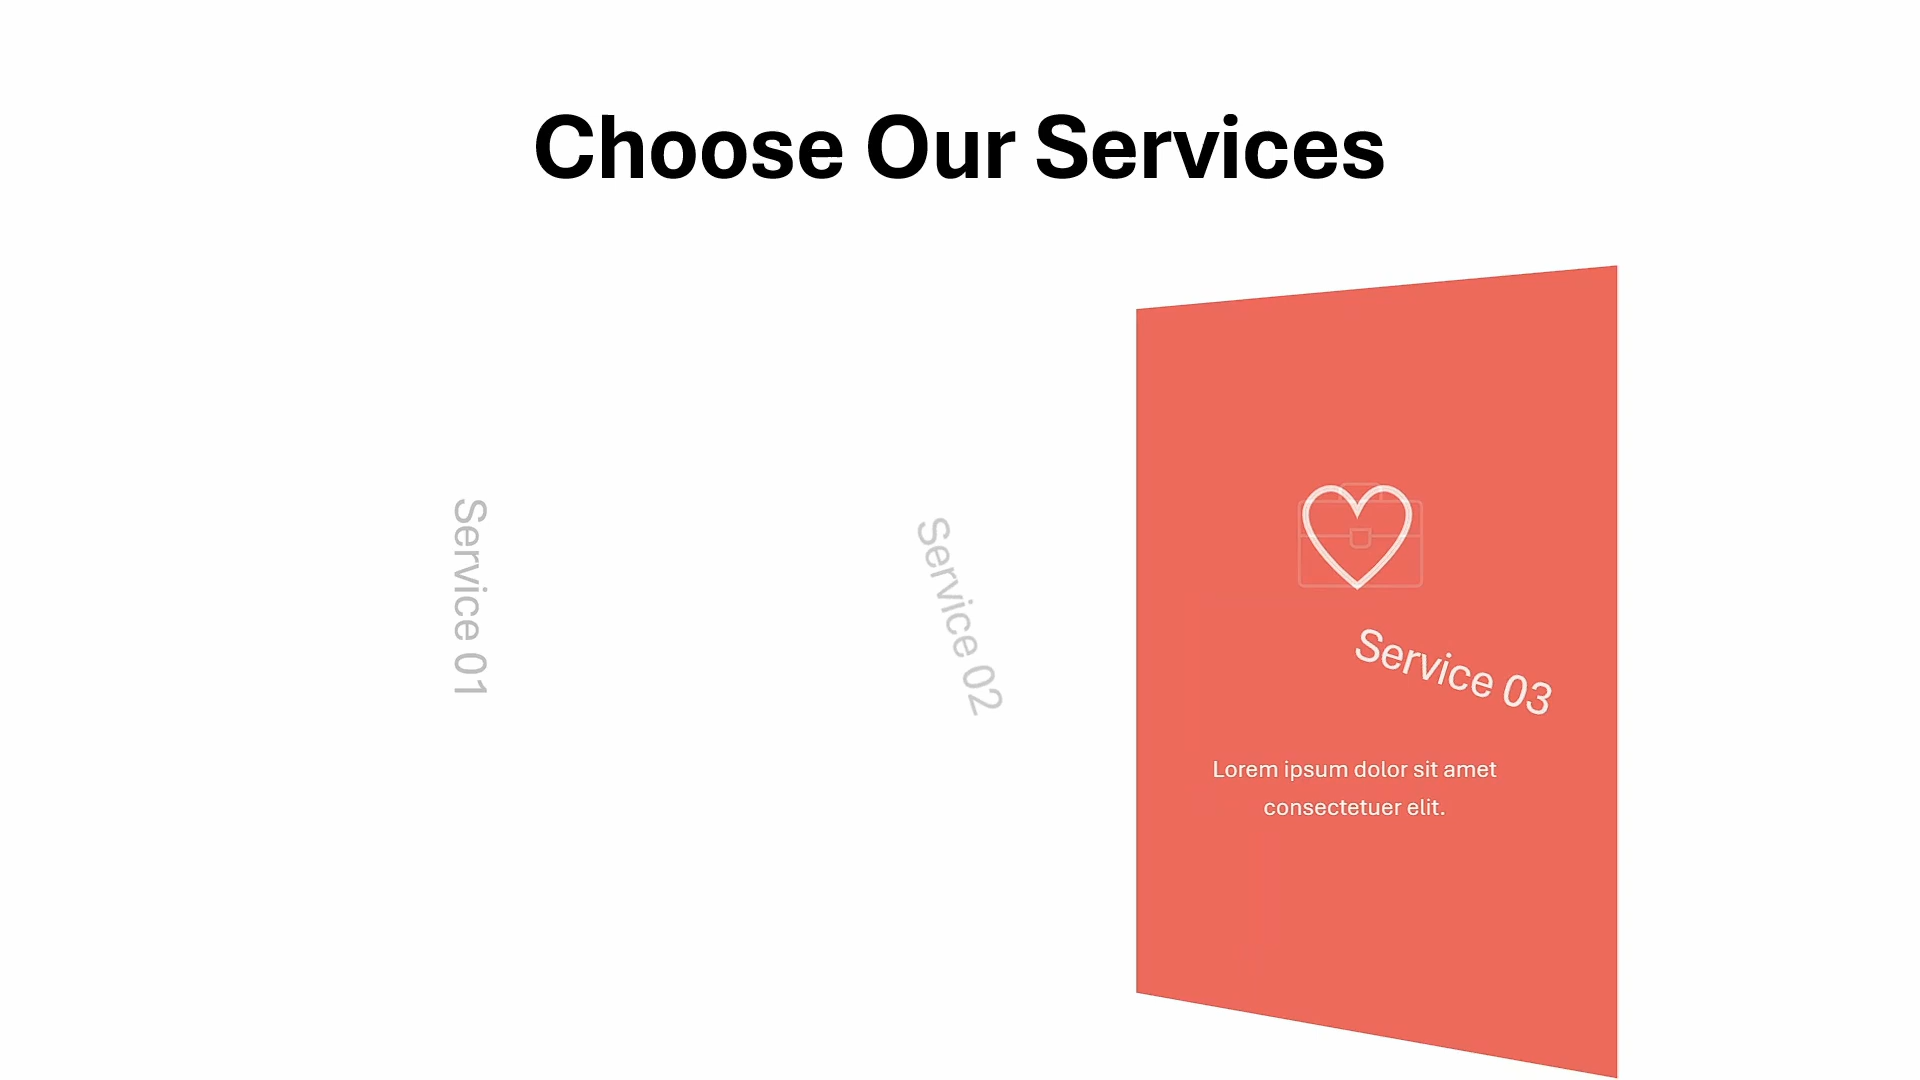 Choose Our Services
Service 01
Service 02
Service 03
Lorem ipsum dolor sit amet
consectetuer elit.